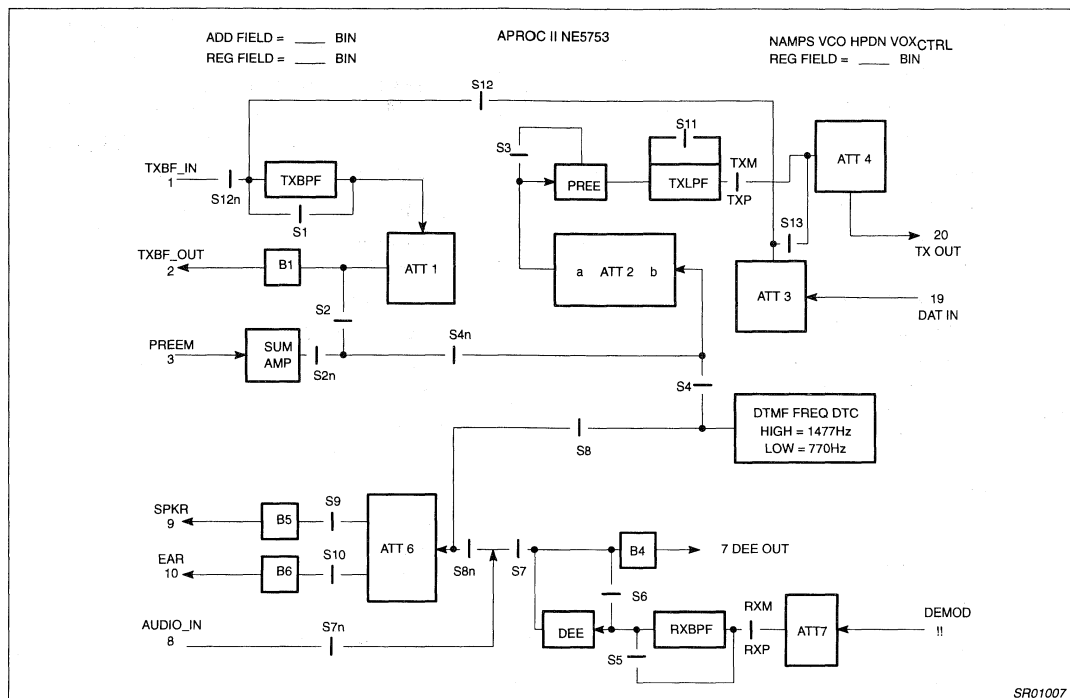 ADD FIELD = ____ BIN
REG FIELD = ____ BIN
APROC II NE5753
NAMPS VCO HPDN VOXCTRL
REG FIELD = ____ BIN
S12
S11
S3
TXBF_IN
1
S12n
TXBPF
S1
PREE
TXLPF
TXM
TXP
ATT 4
S13
20
TX OUT
TXBF_OUT
2
B1
ATT 1
a ATT 2 b
ATT 3
19
DAT IN
S2
PREEM
3
SUM
AMP
S2n
S4n
S4
DTMF FREQ DTC
HIGH = 1477Hz
LOW = 770Hz
S8
SPKR
9
B5
S9
ATT 6
EAR
10
B6
S10
S8n
S7
B4
7 DEE OUT
S6
AUDIO_IN
8
S7n
DEE
S5
RXBPF
RXM
RXP
ATT7
DEMOD
!!
SR01007